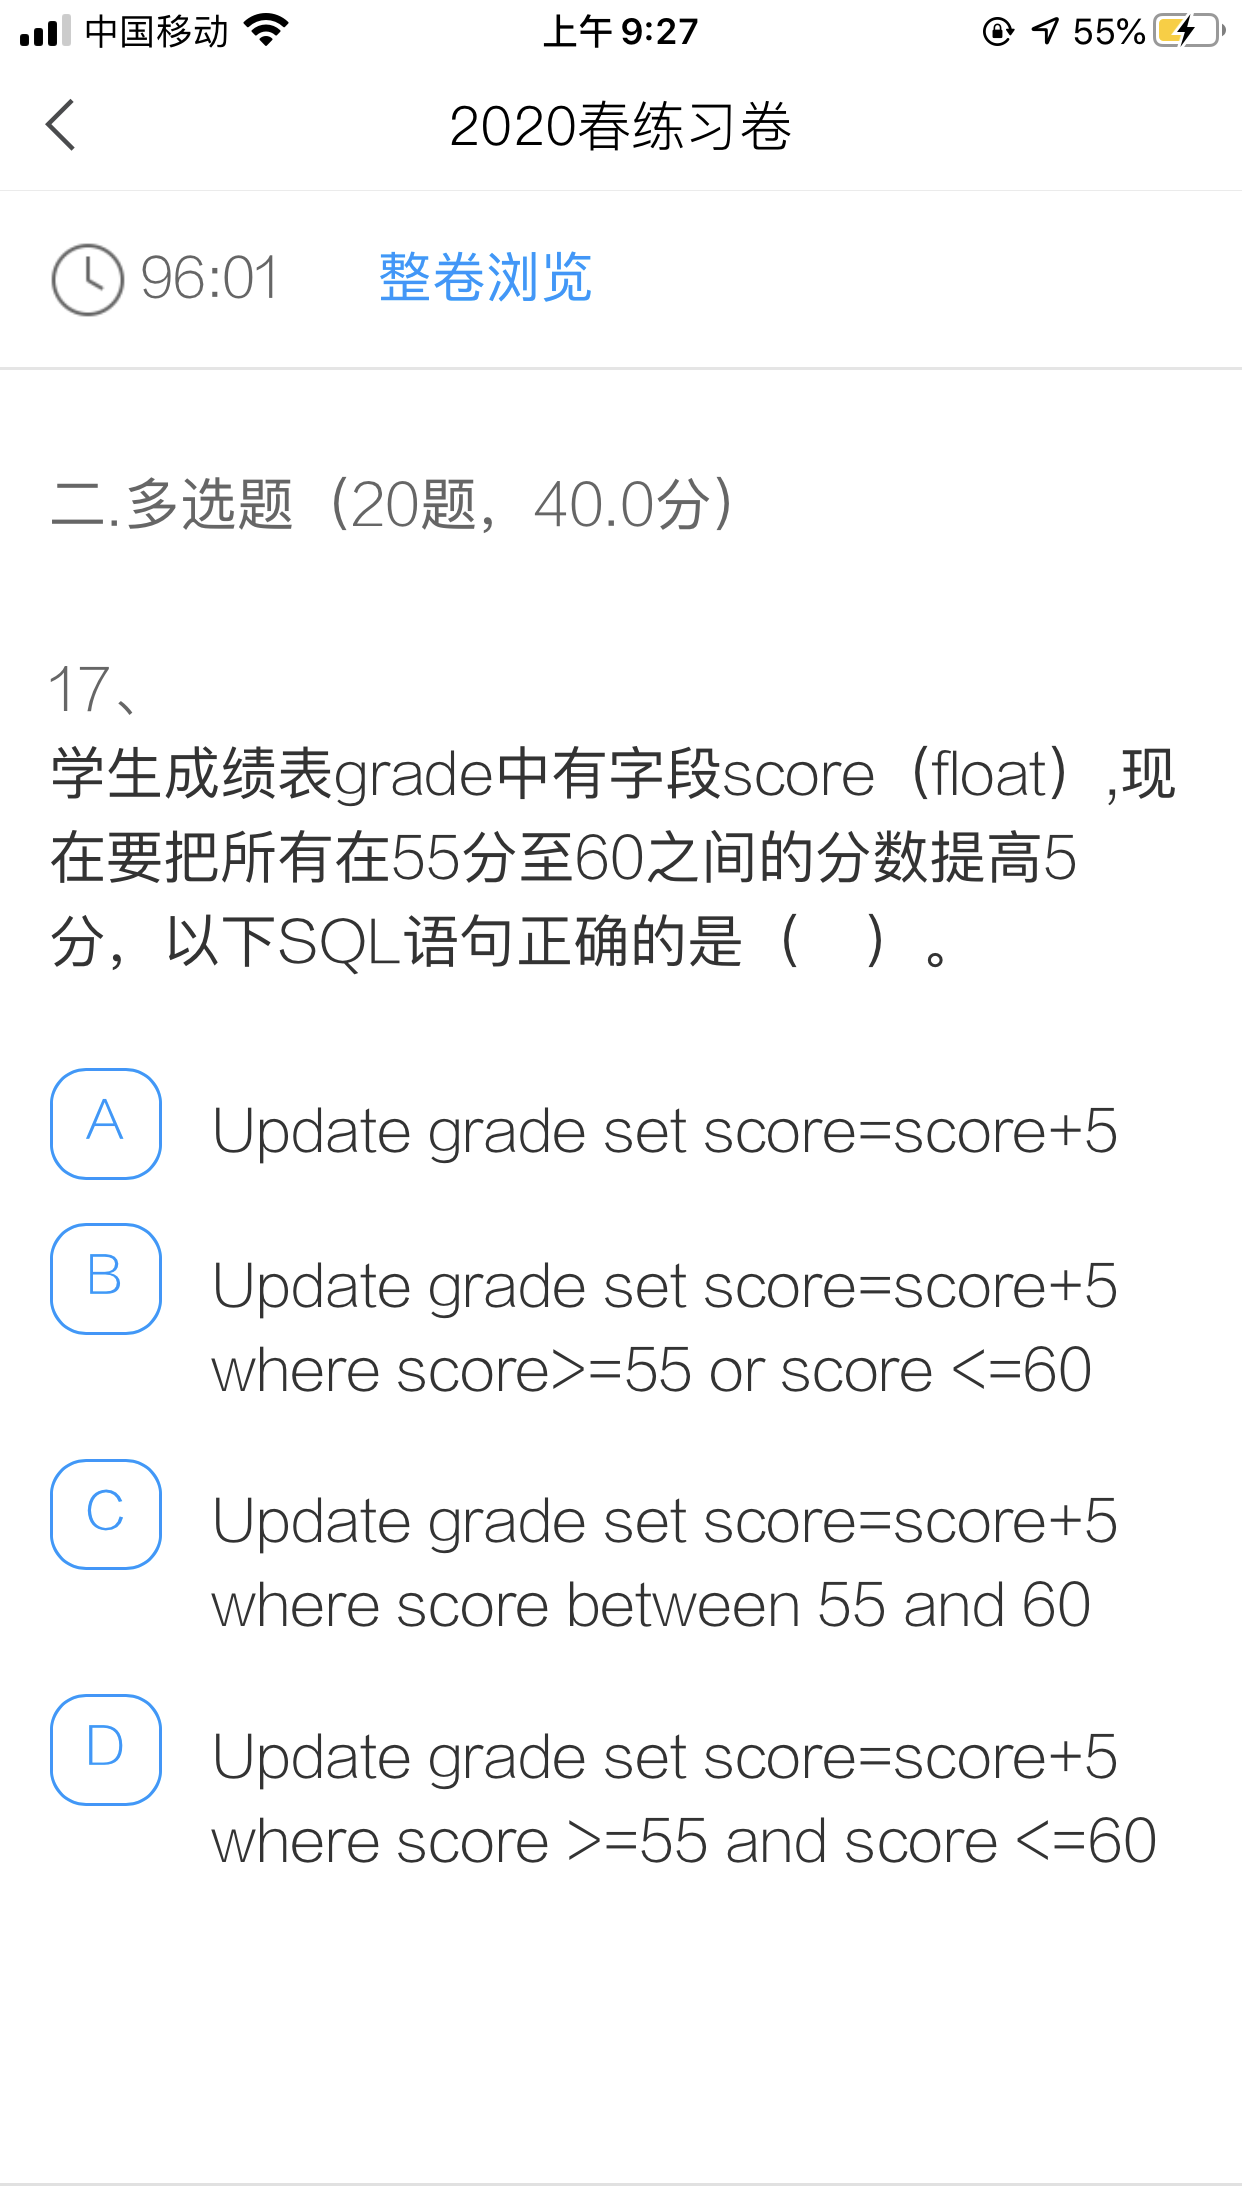 中国移动
上午 9:27
55%
2020春练习卷
96:01
整卷浏览
二.多选题（20题，40.0分）
17、
学生成绩表grade中有字段score（float）,现
在要把所有在55分至60之间的分数提高5
分，以下SQL语句正确的是（　）。
A
Update grade set score=score+5
B
Update grade set score=score+5
where score>=55 or score <=60
C
Update grade set score=score+5
where score between 55 and 60
D
Update grade set score=score+5
where score >=55 and score <=60